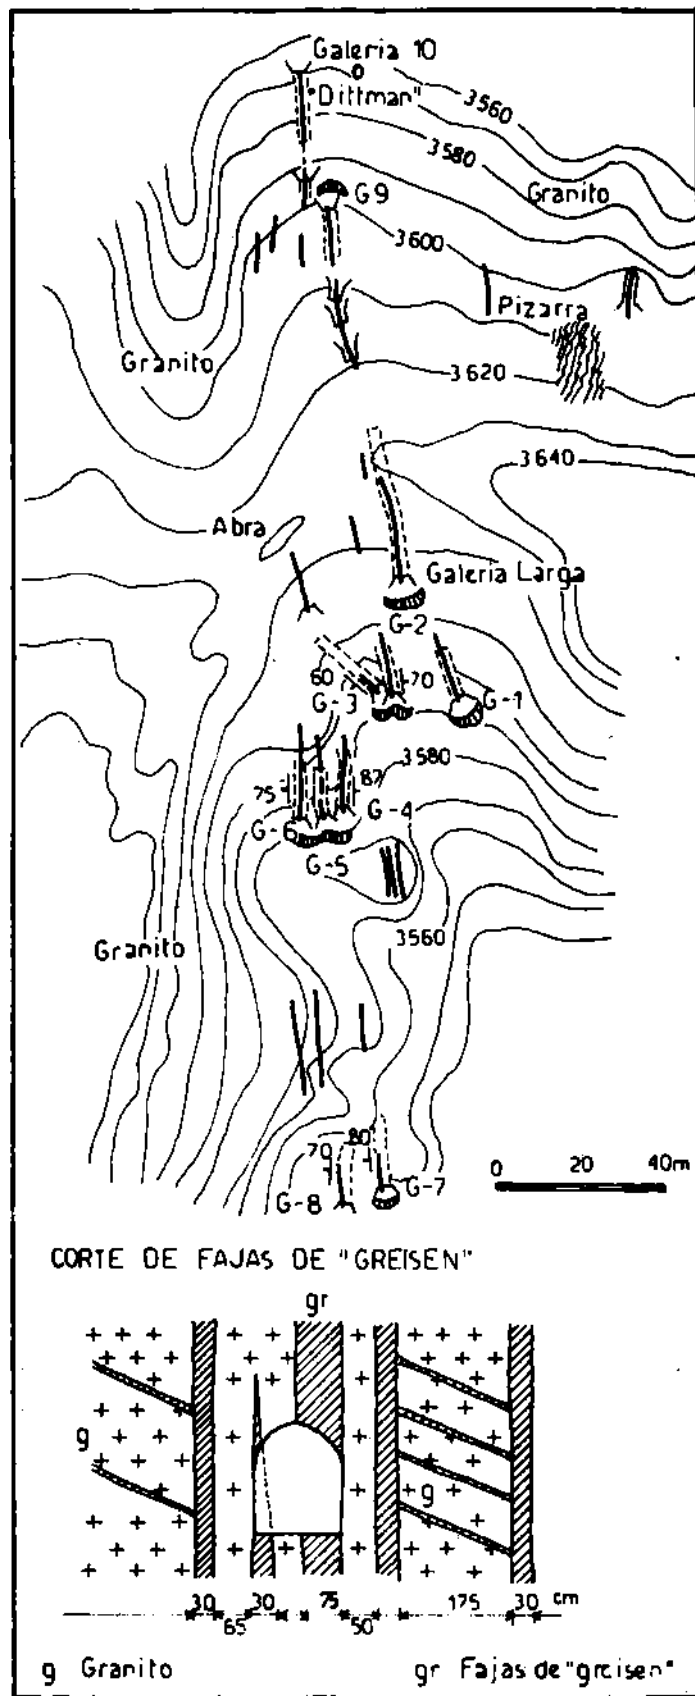 Galeria 10
"Dittman"
3560
3580
Granito
G9
3600
Pizarra
Granito
3620
3640
Abra
Galeria Larga
G-2
60
70
G-3
G-1
3580
75
87
G-4
G-6
G-5
3560
Granito
80
70
G-7
G-8
0 20 40m
CORTE DE FAJAS DE "GREISEN"
gr
g
g
30 30 75 175 30 cm
65 50
g Granito gr Fajas de "greisen"